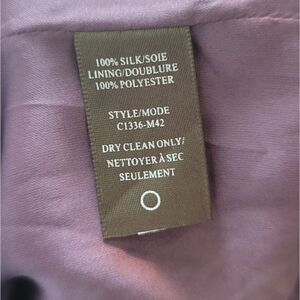 100% SILK/SOIE
LINING/DOUBLURE
100% POLYESTER
STYLE/MODE
C1336-M42
DRY CLEAN ONLY/
NETTOYER À SEC
SEULEMENT